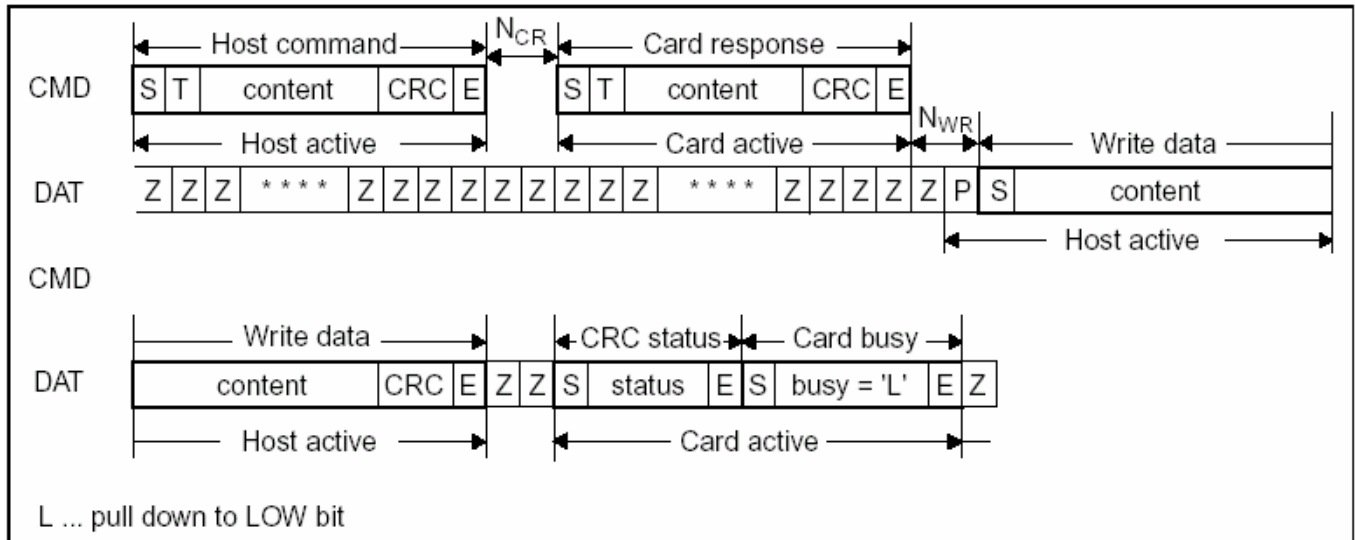 Host command N_CR Card response
CMD S T content CRC E S T content CRC E
Host active Card active N_WR Write data
DAT Z Z Z * * * * Z Z Z Z Z Z Z Z Z * * * * Z Z Z Z Z P S content
Host active
CMD
Write data CRC status Card busy
DAT content CRC E Z Z S status E S busy = 'L' E Z
Host active Card active
L ... pull down to LOW bit